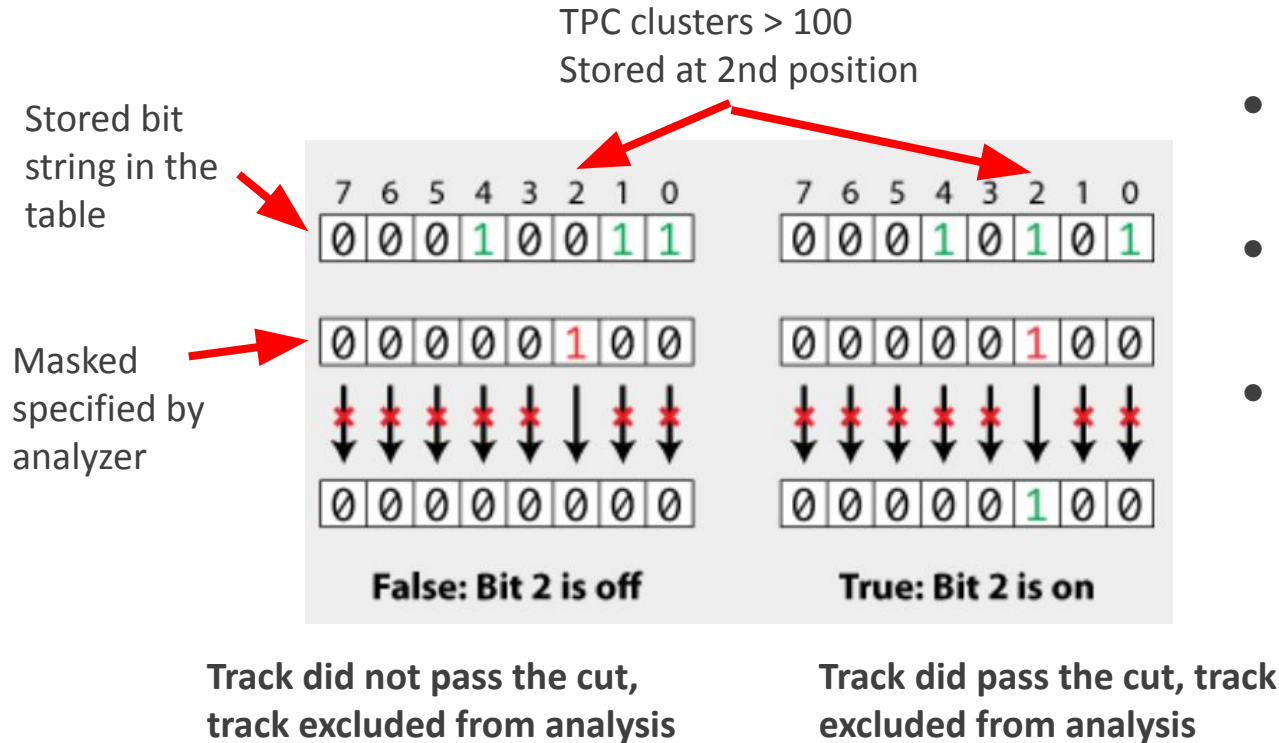 TPC clusters > 100
Stored at 2nd position
Stored bit
string in the
table
7 6 5 4 3 2 1 0
0 0 0 1 0 0 1 1
7 6 5 4 3 2 1 0
0 0 0 1 0 1 0 1
Masked
specified by
analyzer
0 0 0 0 0 1 0 0
0 0 0 0 0 1 0 0
0 0 0 0 0 0 0 0
0 0 0 0 0 1 0 0
False: Bit 2 is off
True: Bit 2 is on
Track did not pass the cut,
track excluded from analysis
Track did pass the cut, track
excluded from analysis